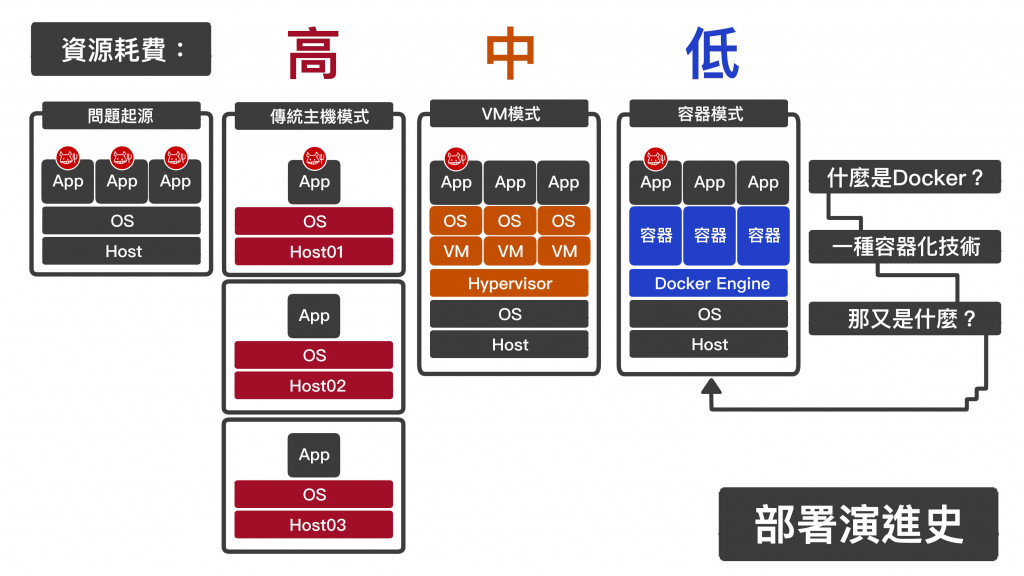 資源耗費：
高
中
低
問題起源
App App App
OS
Host
傳統主機模式
App
OS
Host01
App
OS
Host02
App
OS
Host03
VM模式
App App App
OS OS OS
VM VM VM
Hypervisor
OS
Host
容器模式
App App App
容器 容器 容器
Docker Engine
OS
Host
什麼是Docker？
一種容器化技術
那又是什麼？
部署演進史